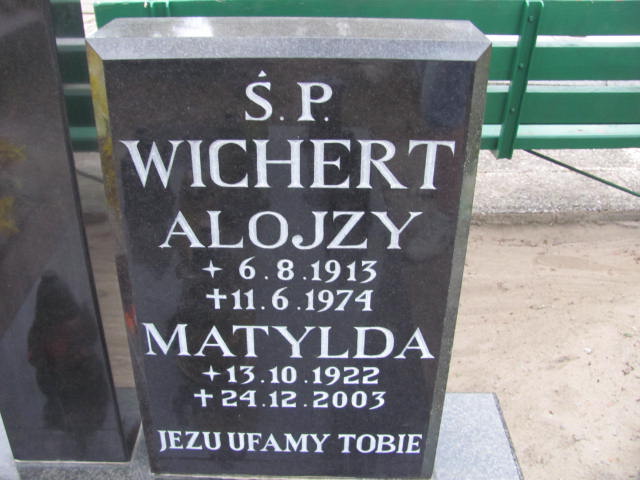 Ś. P.
WICHERT
ALOJZY
+ 6.8.1913
✝ 11.6.1974
MATYLDA
+ 13.10.1922
✝ 24.12.2003
JEZU UFAMY TOBIE